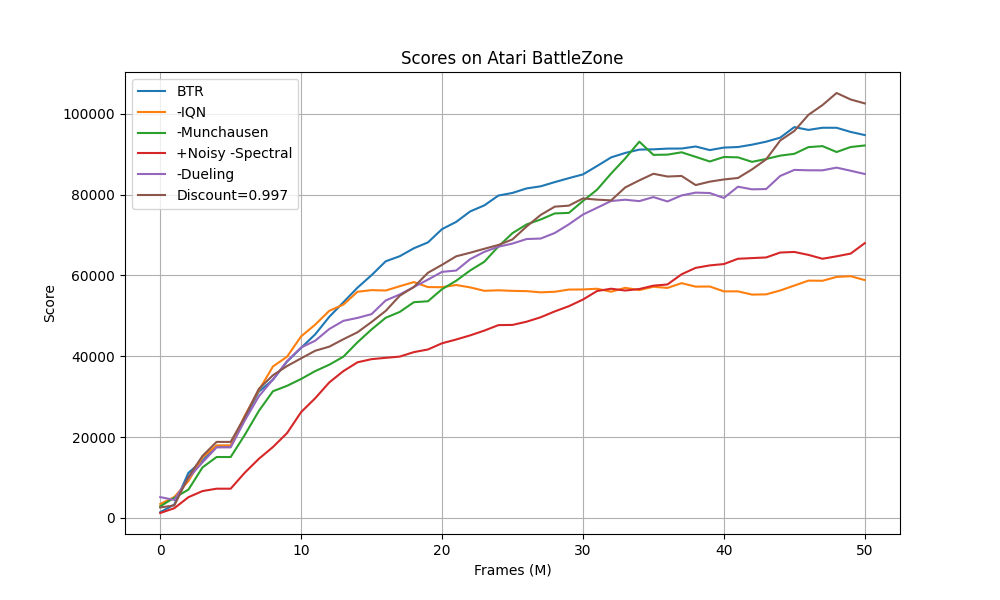 Scores on Atari BattleZone
BTR
-IQN
-Munchausen
+Noisy -Spectral
-Dueling
Discount=0.997
100000
80000
60000
40000
20000
0
Score
0 10 20 30 40 50
Frames (M)